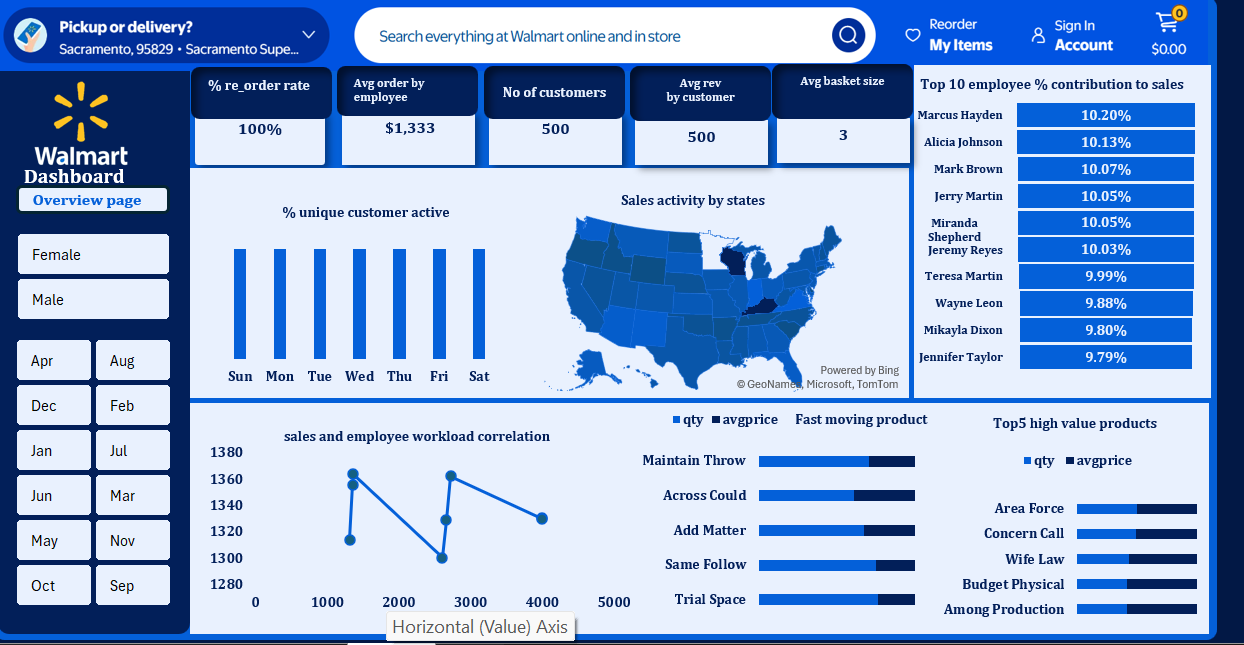 Pickup or delivery?
Sacramento, 95829 • Sacramento Supe...
Search everything at Walmart online and in store
Reorder
My Items
Sign In
Account
0
$0.00
Walmart
Dashboard
Overview page
Female
Male
Apr
Aug
Dec
Feb
Jan
Jul
Jun
Mar
May
Nov
Oct
Sep
% re_order rate
100%
Avg order by
employee
$1,333
No of customers
500
Avg rev
by customer
500
Avg basket size
3
Top 10 employee % contribution to sales
Marcus Hayden 10.20%
Alicia Johnson 10.13%
Mark Brown 10.07%
Jerry Martin 10.05%
Miranda
Shepherd 10.05%
Jeremy Reyes 10.03%
Teresa Martin 9.99%
Wayne Leon 9.88%
Mikayla Dixon 9.80%
Jennifer Taylor 9.79%
% unique customer active
Sun Mon Tue Wed Thu Fri Sat
Sales activity by states
Powered by Bing
© GeoNames, Microsoft, TomTom
sales and employee workload correlation
1380
1360
1340
1320
1300
1280
0 1000 2000 3000 4000 5000
Horizontal (Value) Axis
qty avgprice Fast moving product
Maintain Throw
Across Could
Add Matter
Same Follow
Trial Space
Top5 high value products
qty avgprice
Area Force
Concern Call
Wife Law
Budget Physical
Among Production